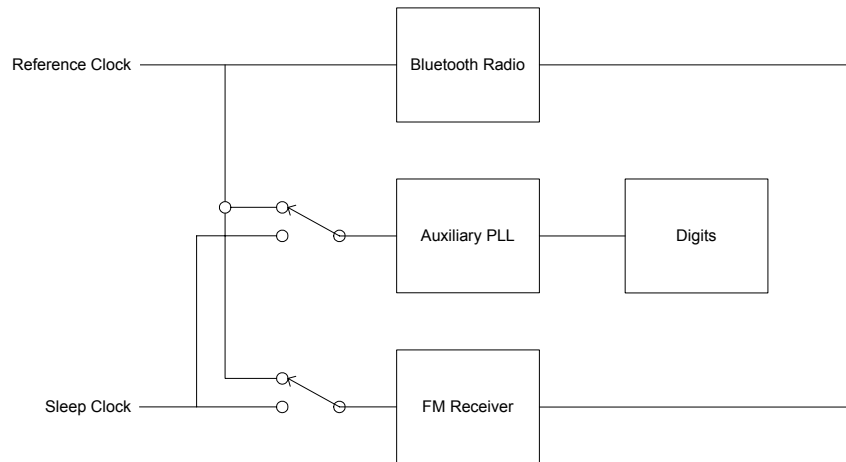 Reference Clock
Bluetooth Radio
Auxiliary PLL
Digits
Sleep Clock
FM Receiver